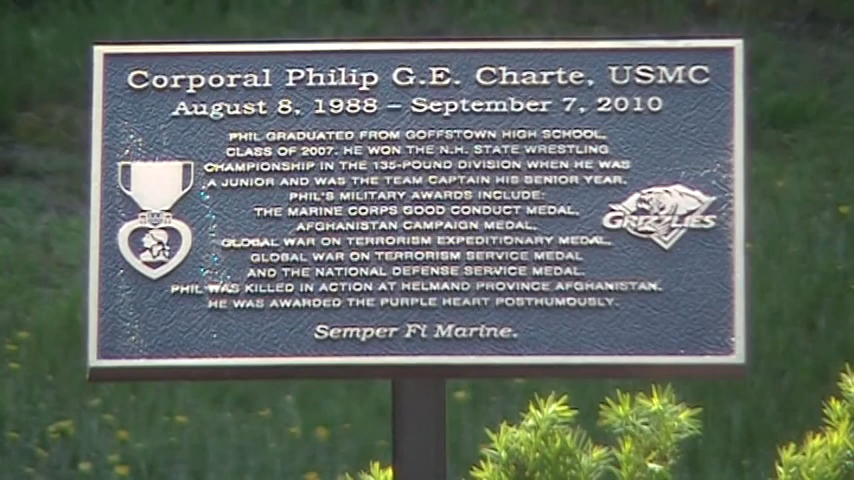 Corporal Philip G.E. Charte, USMC
August 8, 1988 – September 7, 2010
PHIL GRADUATED FROM GOFFSTOWN HIGH SCHOOL,
CLASS OF 2007. HE WON THE N.H. STATE WRESTLING
CHAMPIONSHIP IN THE 135-POUND DIVISION WHEN HE WAS
A JUNIOR AND WAS THE TEAM CAPTAIN HIS SENIOR YEAR.
PHIL'S MILITARY AWARDS INCLUDE:
THE MARINE CORPS GOOD CONDUCT MEDAL,
AFGHANISTAN CAMPAIGN MEDAL,
GLOBAL WAR ON TERRORISM EXPEDITIONARY MEDAL,
GLOBAL WAR ON TERRORISM SERVICE MEDAL
AND THE NATIONAL DEFENSE SERVICE MEDAL.
PHIL WAS KILLED IN ACTION AT HELMAND PROVINCE AFGHANISTAN.
HE WAS AWARDED THE PURPLE HEART POSTHUMOUSLY.
Semper Fi Marine.
GRIZZLIES